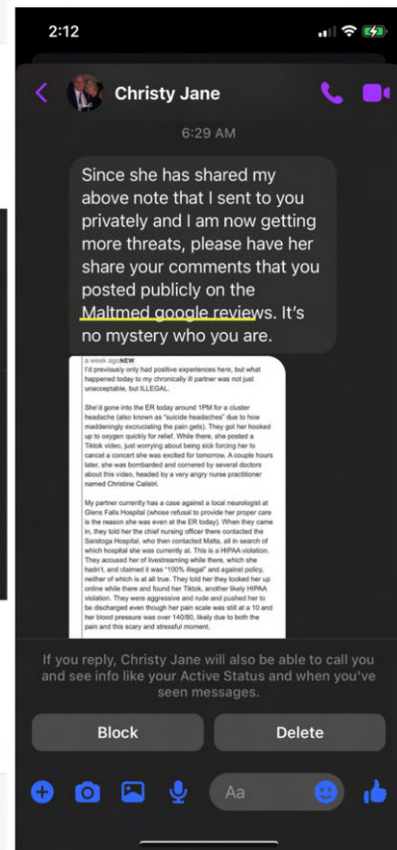 2:12
Christy Jane
6:29 AM
Since she has shared my
above note that I sent to you
privately and I am now getting
more threats, please have her
share your comments that you
posted publicly on the
Maltmed google reviews. It's
no mystery who you are.
a week agoNEW
I'd previously only had positive experiences here, but what
happened today to my chronically ill partner was not just
unacceptable, but ILLEGAL.
She'd gone into the ER today around 1PM for a cluster
headache (also known as "suicide headaches" due to how
maddeningly excruciating the pain gets). They got her hooked
up to oxygen quickly for relief. While there, she posted a
Tiktok video, just worrying about being sick forcing her to
cancel a concert she was excited for tomorrow. A couple hours
later, she was bombarded and cornered by several doctors
about this video, headed by a very angry nurse practitioner
named Christine Calistri.
My partner currently has a case against a local neurologist at
Glens Falls Hospital (whose refusal to provide her proper care
is the reason she was even at the ER today). When they came
in, they told her the chief nursing officer there contacted the
Saratoga Hospital, who then contacted Malta, all in search of
which hospital she was currently at. This is a HIPAA violation.
They accused her of livestreaming while there, which she
hadn't, and claimed it was "100% illegal" and against policy,
neither of which is at all true. They told her they looked her up
online while there and found her Tiktok, another likely HIPAA
violation. They were aggressive and rude and pushed her to
be discharged even though her pain scale was still at a 10 and
her blood pressure was over 140/80, likely due to both the
pain and this scary and stressful moment.
If you reply, Christy Jane will also be able to call you
and see info like your Active Status and when you've
seen messages.
Block
Delete
Aa